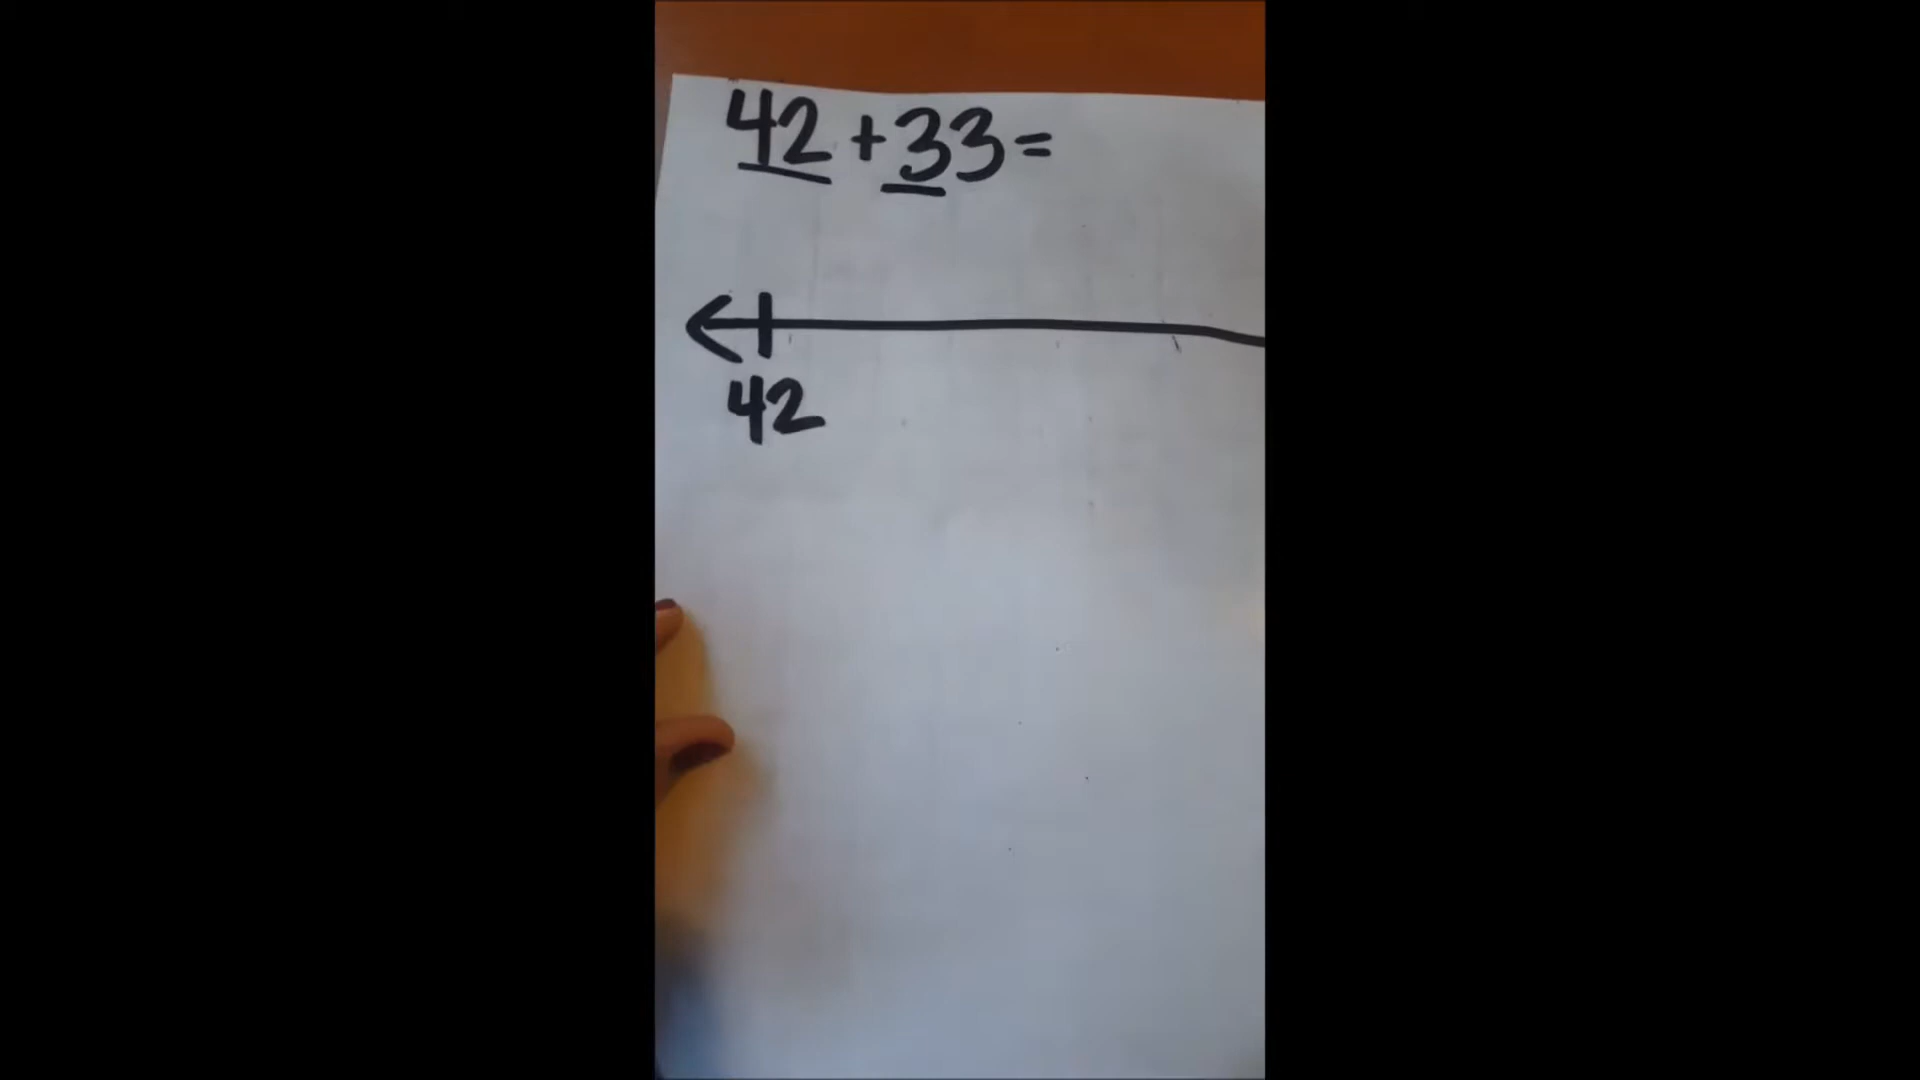 42 + 33 =
42